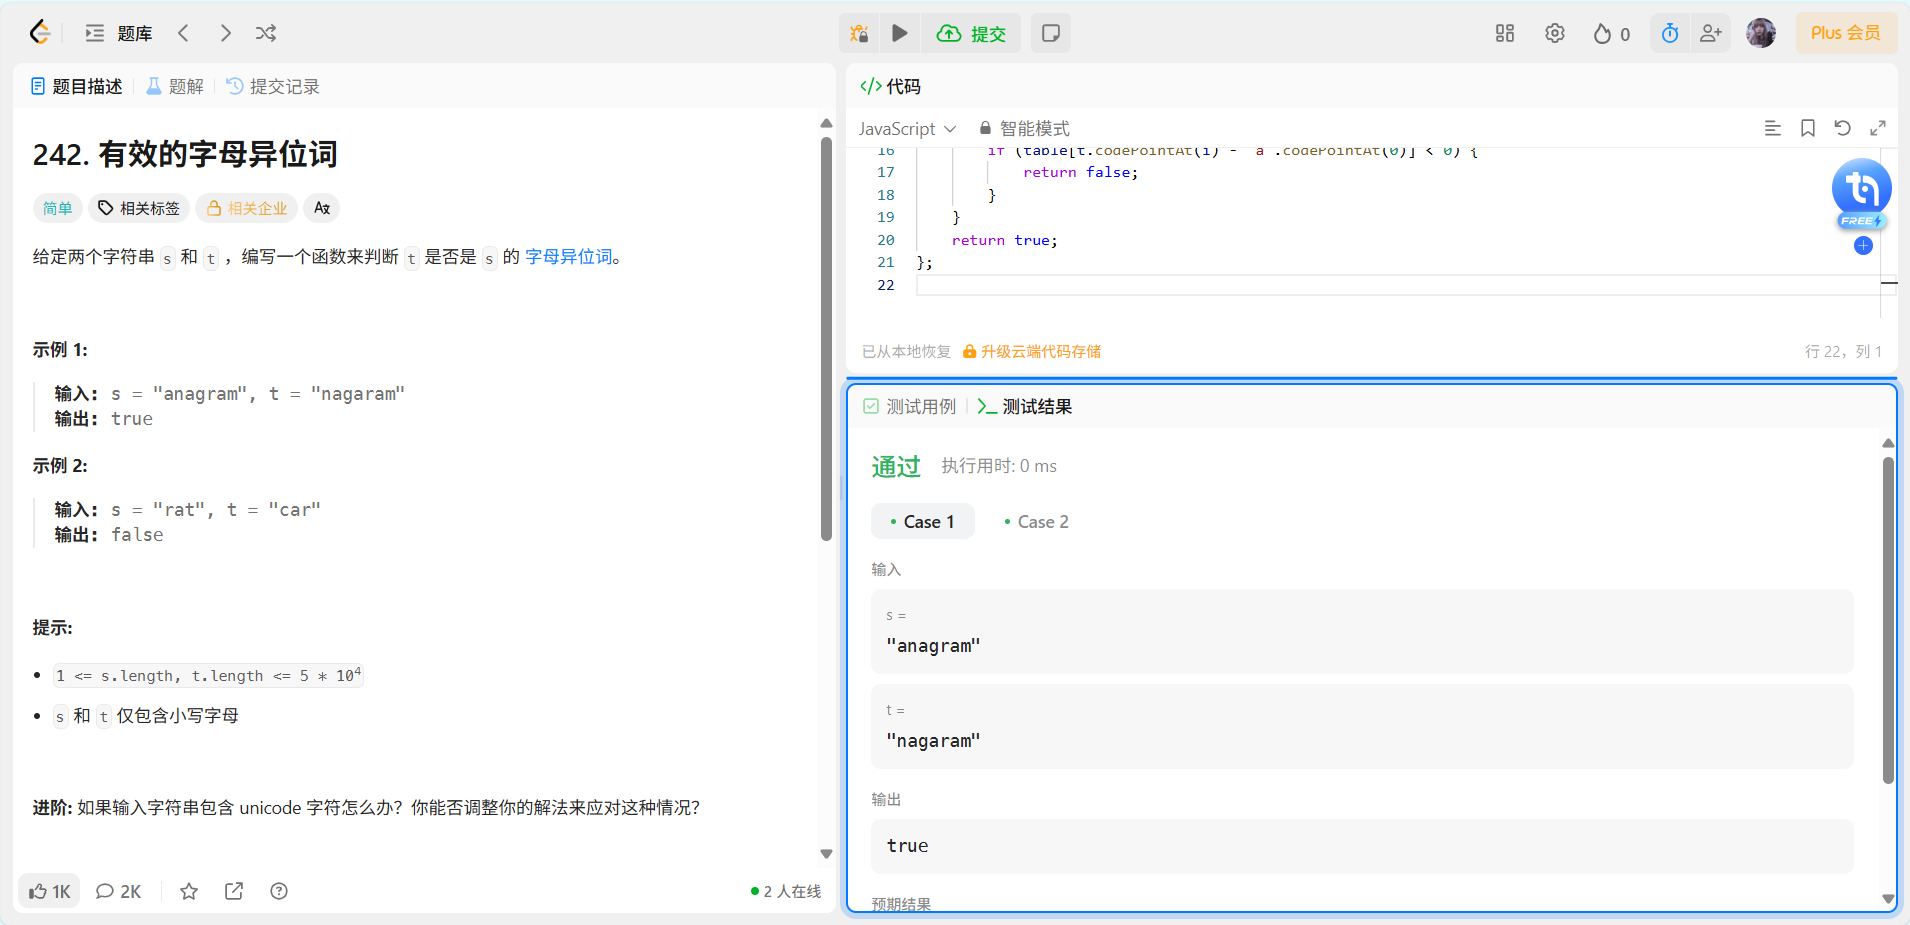 题库
提交
0
Plus 会员
题目描述
题解
提交记录
242. 有效的字母异位词
简单
相关标签
相关企业
给定两个字符串 s 和 t ，编写一个函数来判断 t 是否是 s 的 字母异位词。
示例 1:
输入: s = "anagram", t = "nagaram"
输出: true
示例 2:
输入: s = "rat", t = "car"
输出: false
提示:
1 <= s.length, t.length <= 5 * 10⁴
s 和 t 仅包含小写字母
进阶: 如果输入字符串包含 unicode 字符怎么办？你能否调整你的解法来应对这种情况？
1K
2K
2 人在线
</> 代码
JavaScript
智能模式
16 if (table[t.codePointAt(i) - 'a'.codePointAt(0)] < 0) {
17 return false;
18 }
19 }
20 return true;
21 };
22
FREE
已从本地恢复
升级云端代码存储
行 22，列 1
测试用例
测试结果
通过
执行用时: 0 ms
Case 1
Case 2
输入
s =
"anagram"
t =
"nagaram"
输出
true
预期结果